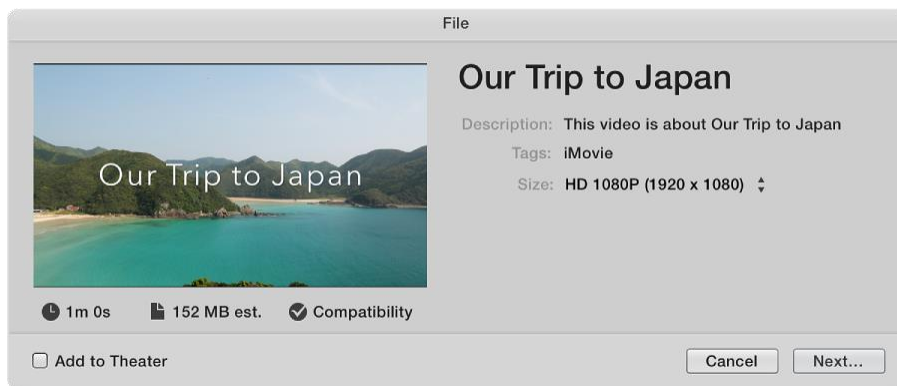 File
Our Trip to Japan
Our Trip to Japan
Description: This video is about Our Trip to Japan
Tags: iMovie
Size: HD 1080P (1920 x 1080)
1m 0s 152 MB est. Compatibility
Add to Theater Cancel Next...